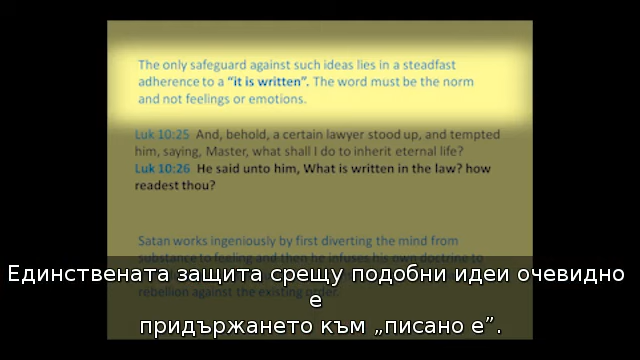 The only safeguard against such ideas lies in a steadfast
adherence to a “it is written”. The word must be the norm
and not feelings or emotions.
Luk 10:25 And, behold, a certain lawyer stood up, and tempted
him, saying, Master, what shall I do to inherit eternal life?
Luk 10:26 He said unto him, What is written in the law? how
readest thou?
Satan works ingeniously by first diverting the mind from
substance to feeling and then he infuses his own doctrine to
rebellion against the existing order.
Единствената защита срещу подобни идеи очевидно
е
придържането към „писано е”.